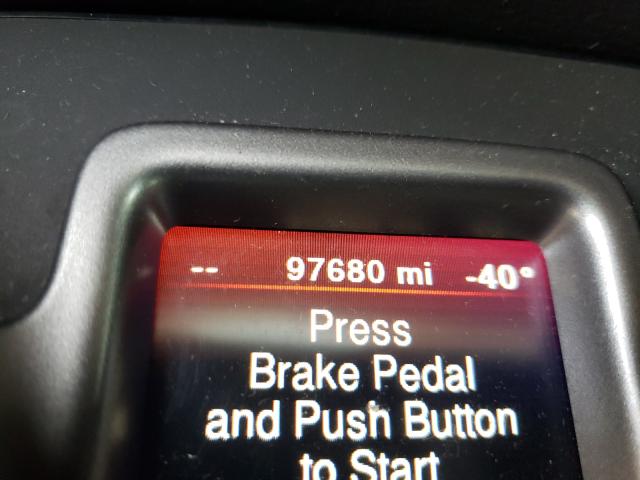 -- 97680 mi -40°
Press
Brake Pedal
and Push Button
to Start